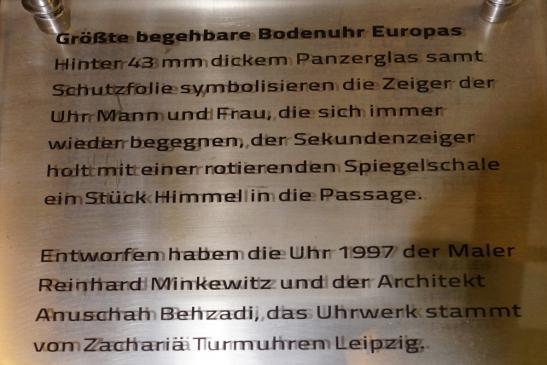 Größte begehbare Bodenuhr Europas
Hinter 43 mm dickem Panzerglas samt
Schutzfolie symbolisieren die Zeiger der
Uhr Mann und Frau, die sich immer
wieder begegnen, der Sekundenzeiger
holt mit einer rotierenden Spiegelschale
ein Stück Himmel in die Passage.
Entworfen haben die Uhr 1997 der Maler
Reinhard Minkewitz und der Architekt
Anuschah Behzadi, das Uhrwerk stammt
von Zachariä Turmuhren Leipzig.